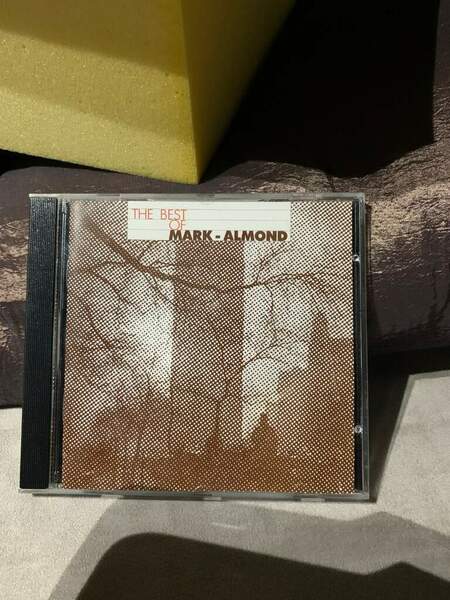 THE BEST
OF
MARK-ALMOND